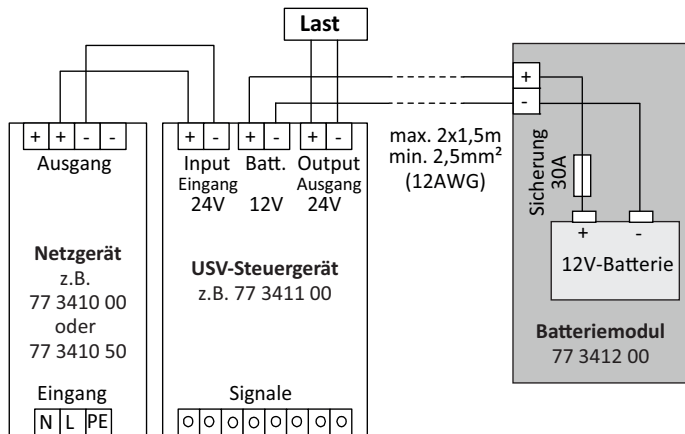 Last
+ + - -
Ausgang
Netzgerät
z.B.
77 3410 00
oder
77 3410 50
Eingang
N L PE
+ - + - + -
Input Batt. Output
Eingang Ausgang
24V 12V 24V
USV-Steuergerät
z.B. 77 3411 00
Signale
max. 2x1,5m
min. 2,5mm²
(12AWG)
+
-
Sicherung
30A
+ -
12V-Batterie
Batteriemodul
77 3412 00